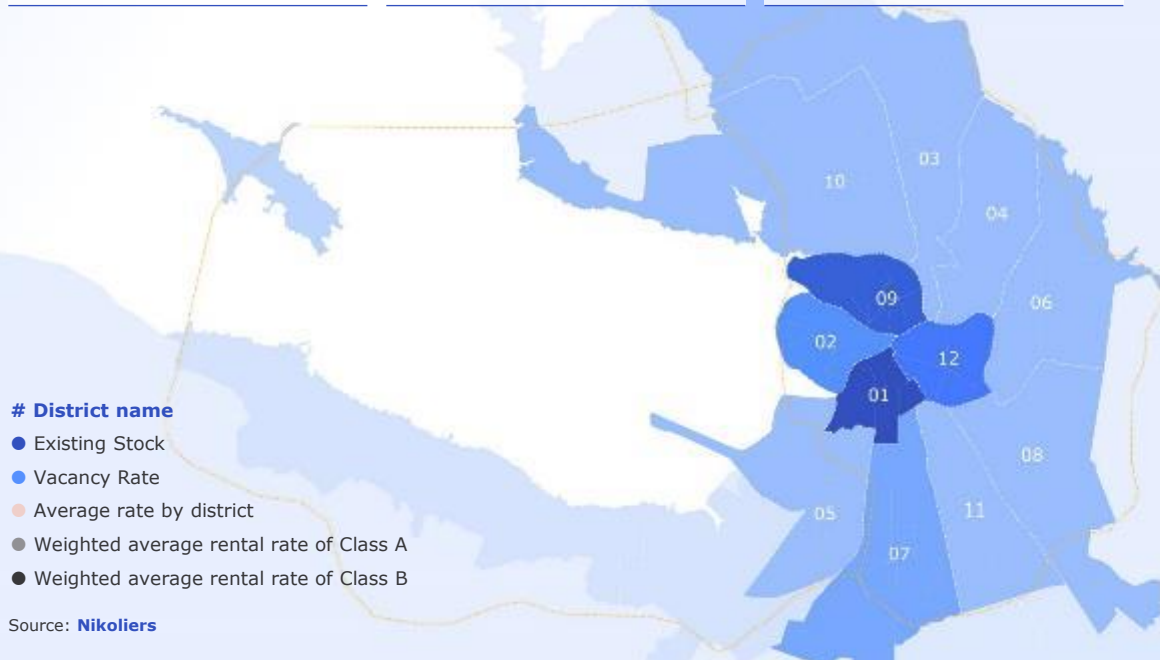 03
10
04
09
06
02
12
01
# District name
Existing Stock
08
Vacancy Rate
Average rate by district
05
11
Weighted average rental rate of Class A
07
Weighted average rental rate of Class B
Source: Nikoliers